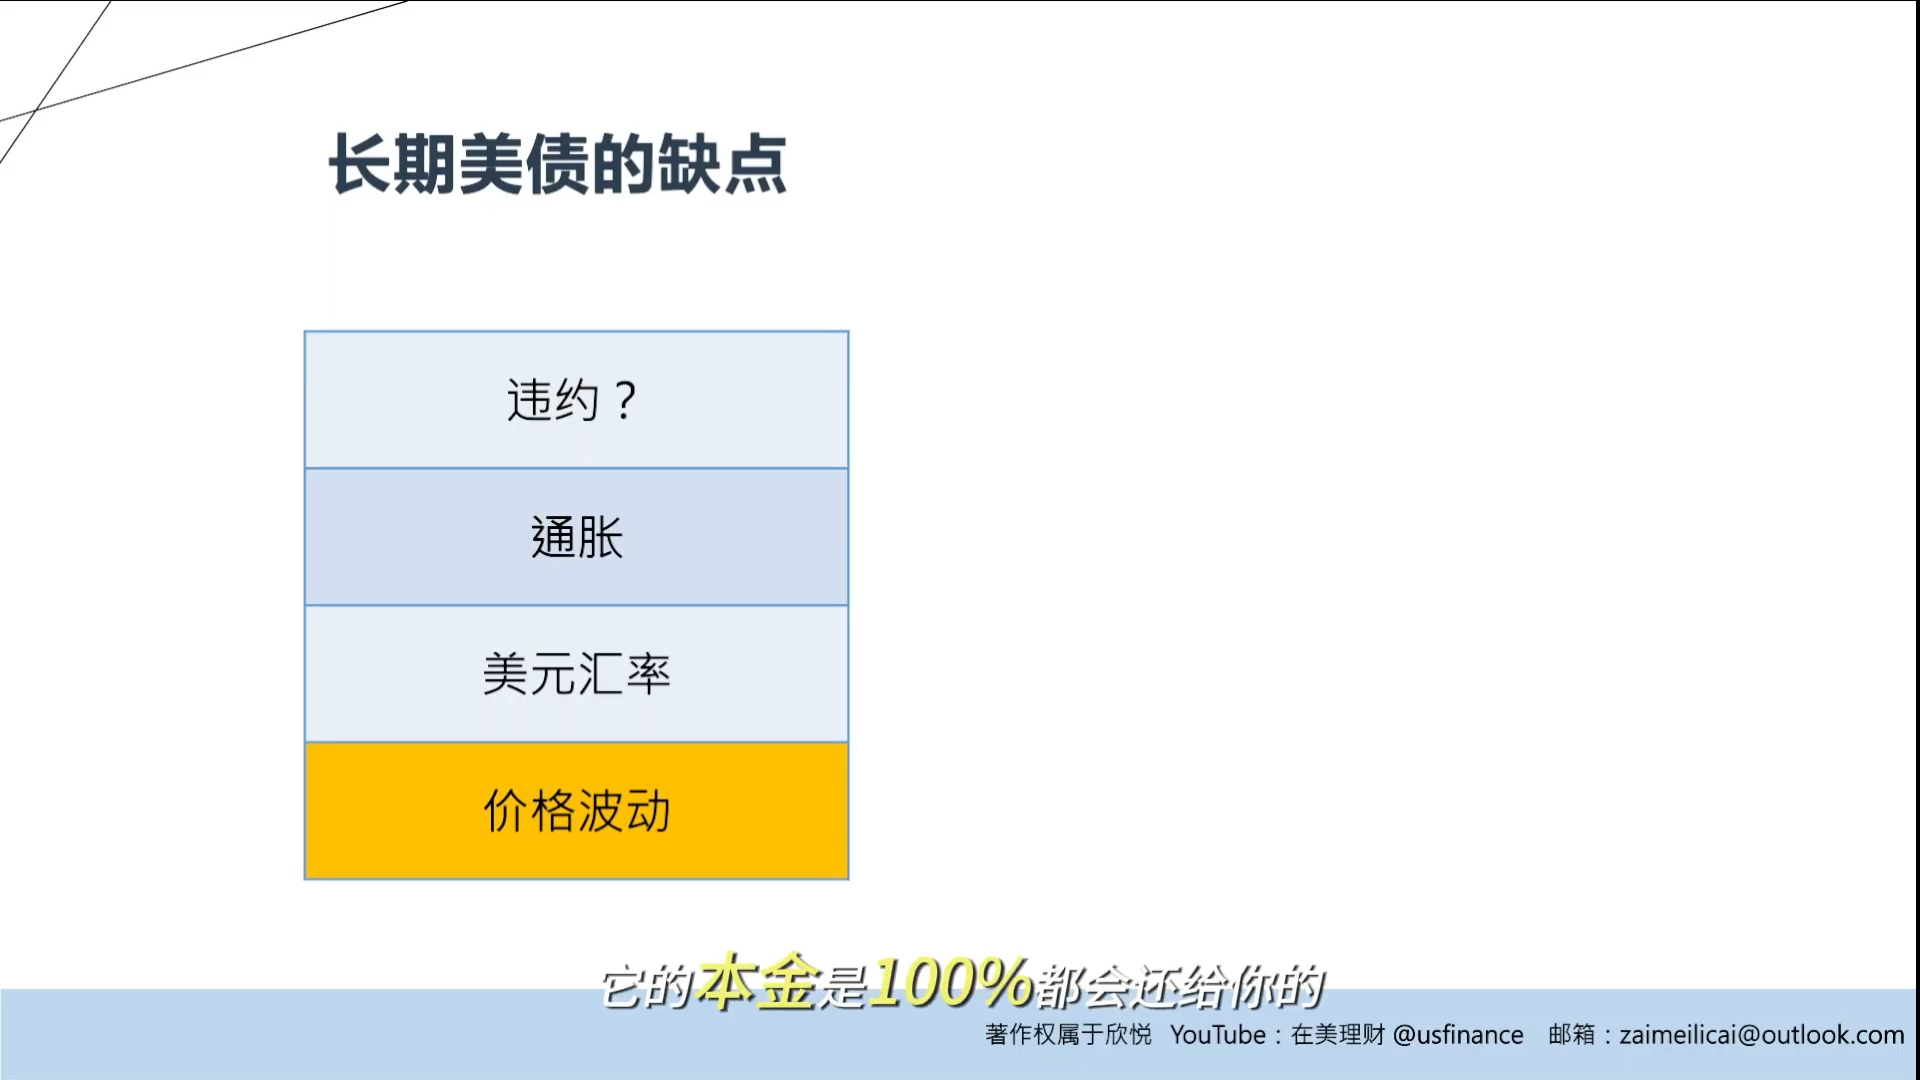 长期美债的缺点
违约？
通胀
美元汇率
价格波动
它的本金是100%都会还给你的
著作权属于欣悦 YouTube：在美理财 @usfinance 邮箱：zaimeilicai@outlook.com